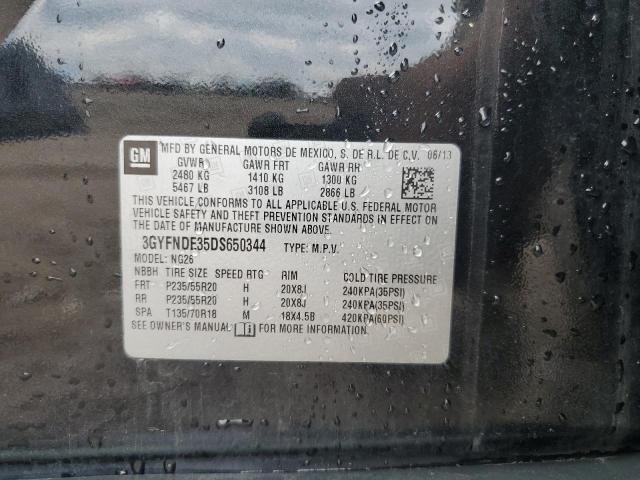 GM
MFD BY GENERAL MOTORS DE MEXICO, S. DE R.L. DE C.V. 06/13
GVWR GAWR FRT GAWR RR
2480 KG 1410 KG 1300 KG
5467 LB 3108 LB 2866 LB
THIS VEHICLE CONFORMS TO ALL APPLICABLE U.S. FEDERAL MOTOR
VEHICLE SAFETY AND THEFT PREVENTION STANDARDS IN EFFECT ON
THE DATE OF MANUFACTURE SHOWN ABOVE.
3GYFNDE35DS650344 TYPE: M.P.V.
MODEL: NG26
NBBH TIRE SIZE SPEED RTG RIM COLD TIRE PRESSURE
FRT P235/55R20 H 20X8J 240KPA(35PSI)
RR P235/55R20 H 20X8J 240KPA(35PSI)
SPA T135/70R18 M 18X4.5B 420KPA(60PSI)
SEE OWNER'S MANUAL FOR MORE INFORMATION.